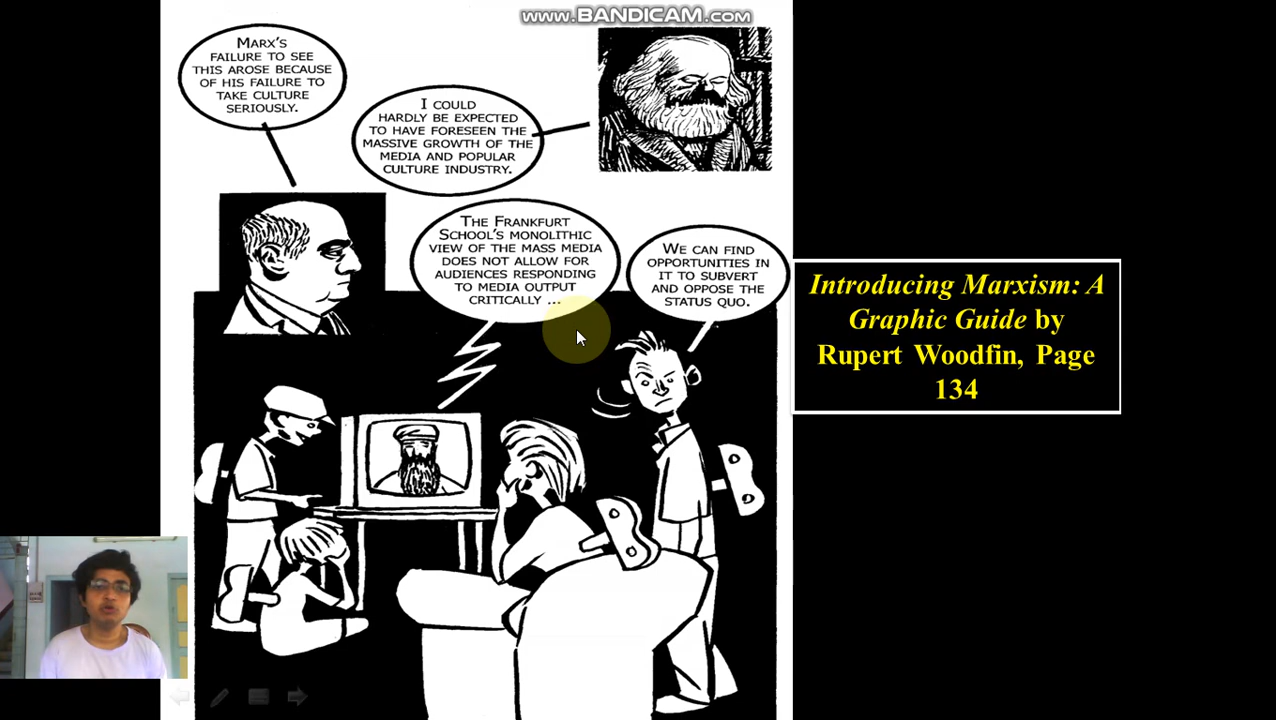 www.BANDICAM.com
MARX'S
FAILURE TO SEE
THIS AROSE BECAUSE
OF HIS FAILURE TO
TAKE CULTURE
SERIOUSLY.
I COULD
HARDLY BE EXPECTED
TO HAVE FORESEEN THE
MASSIVE GROWTH OF THE
MEDIA AND POPULAR
CULTURE INDUSTRY.
THE FRANKFURT
SCHOOL'S MONOLITHIC
VIEW OF THE MASS MEDIA
DOES NOT ALLOW FOR
AUDIENCES RESPONDING
TO MEDIA OUTPUT
CRITICALLY ...
WE CAN FIND
OPPORTUNITIES IN
IT TO SUBVERT
AND OPPOSE THE
STATUS QUO.
Introducing Marxism: A
Graphic Guide by
Rupert Woodfin, Page
134